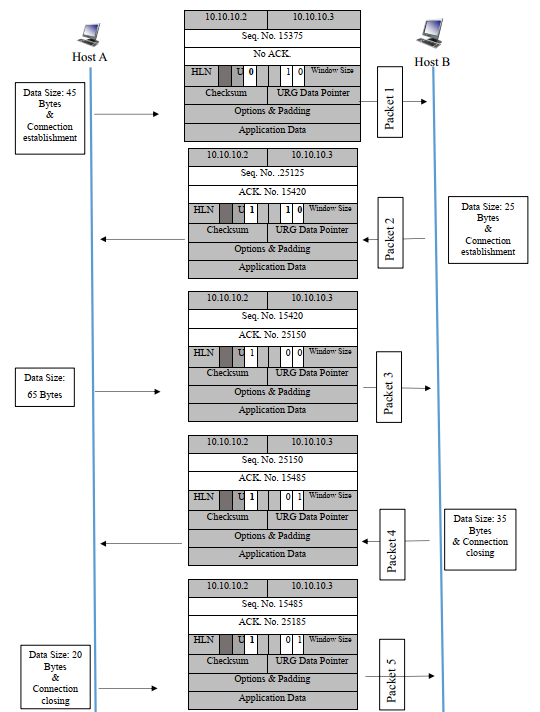 Host A
Host B
10.10.10.2 10.10.10.3
Seq. No. 15375
No ACK.
HLN U 0 1 0 Window Size
Checksum URG Data Pointer
Options & Padding
Application Data
Data Size: 45
Bytes
&
Connection
establishment
Packet 1
10.10.10.2 10.10.10.3
Seq. No. .25125
ACK. No. 15420
HLN U 1 1 0 Window Size
Checksum URG Data Pointer
Options & Padding
Application Data
Packet 2
Data Size: 25
Bytes
&
Connection
establishment
10.10.10.2 10.10.10.3
Seq. No. 15420
ACK. No. 25150
HLN U 1 0 0 Window Size
Checksum URG Data Pointer
Options & Padding
Application Data
Data Size:
65 Bytes
Packet 3
10.10.10.2 10.10.10.3
Seq. No. 25150
ACK. No. 15485
HLN U 1 0 1 Window Size
Checksum URG Data Pointer
Options & Padding
Application Data
Packet 4
Data Size: 35
Bytes
& Connection
closing
10.10.10.2 10.10.10.3
Seq. No. 15485
ACK. No. 25185
HLN U 1 0 1 Window Size
Checksum URG Data Pointer
Options & Padding
Application Data
Data Size: 20
Bytes
&
Connection
closing
Packet 5